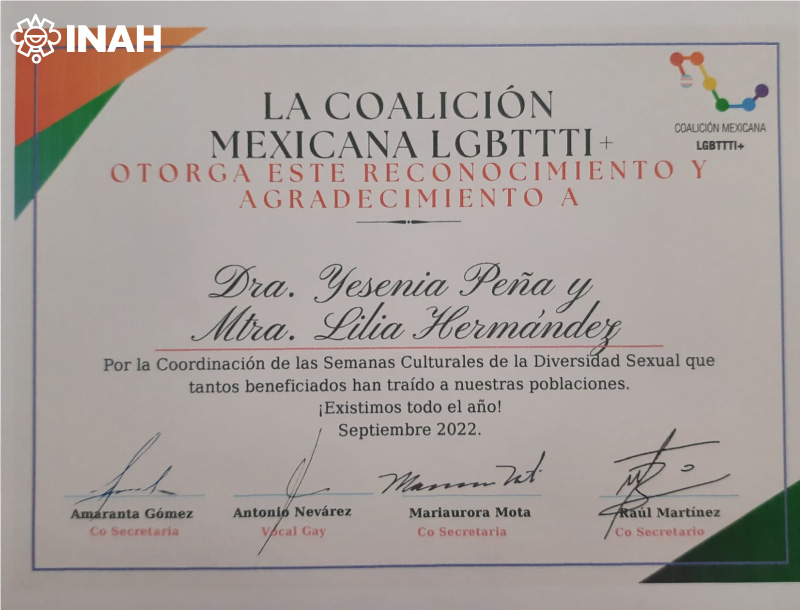 INAH
LA COALICIÓN
MEXICANA LGBTTTI+
OTORGA ESTE RECONOCIMIENTO Y
AGRADECIMIENTO A
COALICIÓN MEXICANA
LGBTTTI+
Dra. Yesenia Peña y
Mtra. Lilia Hernández
Por la Coordinación de las Semanas Culturales de la Diversidad Sexual que
tantos beneficiados han traído a nuestras poblaciones.
¡Existimos todo el año!
Septiembre 2022.
Amaranta Gómez
Co Secretaria
Antonio Nevárez
Vocal Gay
Mariaurora Mota
Co Secretaria
Raúl Martínez
Co Secretario